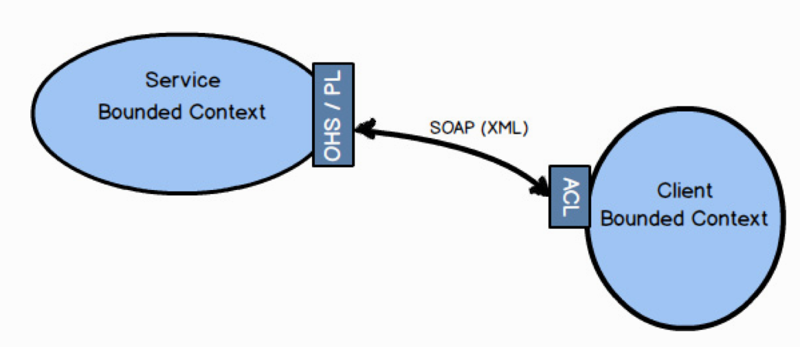 Service
Bounded Context
OHS / PL
SOAP (XML)
ACL
Client
Bounded Context